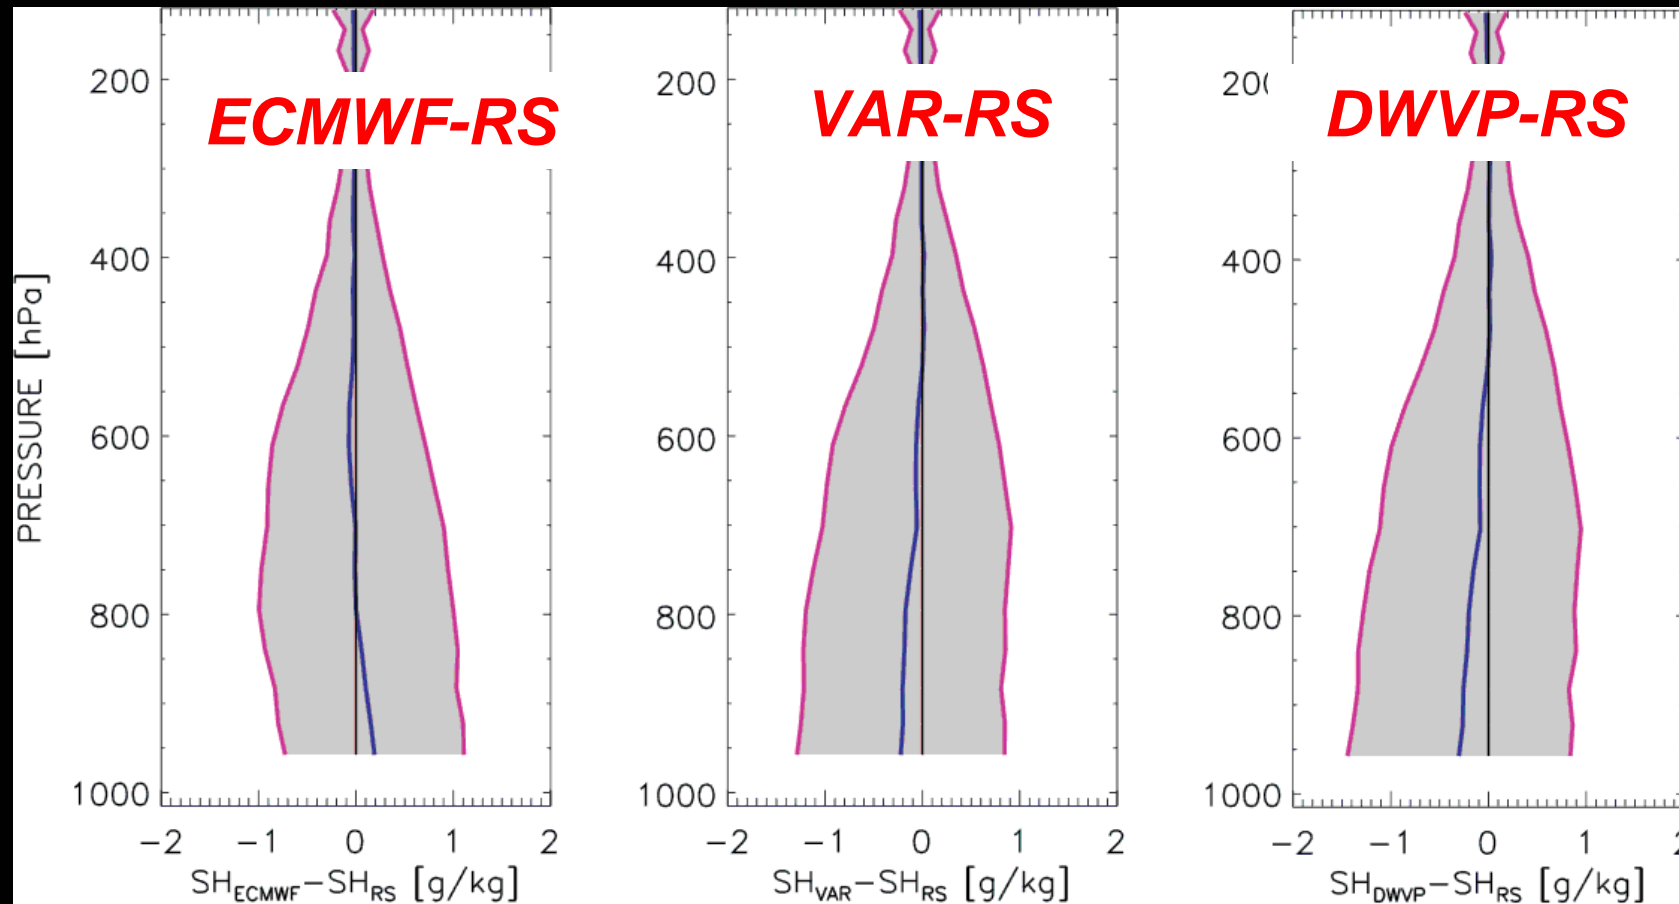 ECMWF-RS
VAR-RS
DWVP-RS
PRESSURE [hPa]
200
400
600
800
1000
−2 −1 0 1 2
SH_ECMWF−SH_RS [g/kg]
200
400
600
800
1000
−2 −1 0 1 2
SH_VAR−SH_RS [g/kg]
400
600
800
1000
−2 −1 0 1
SH_DWVP−SH_RS [g/kg]